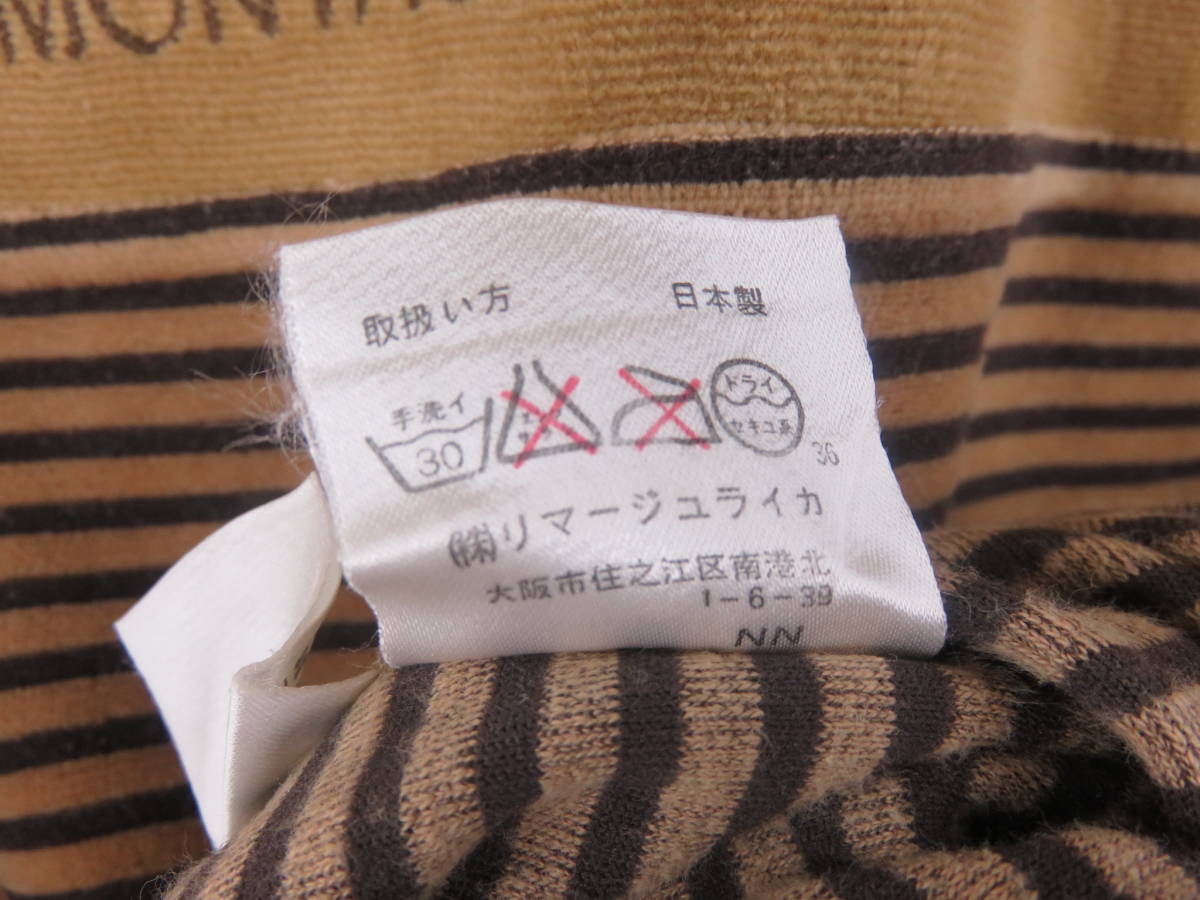 MONTA
取扱い方 日本製
手洗イ 30 ドライ セキユ系
36
㈱リマージュライカ
大阪市住之江区南港北
1-6-39
NN